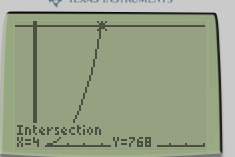 TEXAS INSTRUMENTS
Intersection
X=4 Y=768